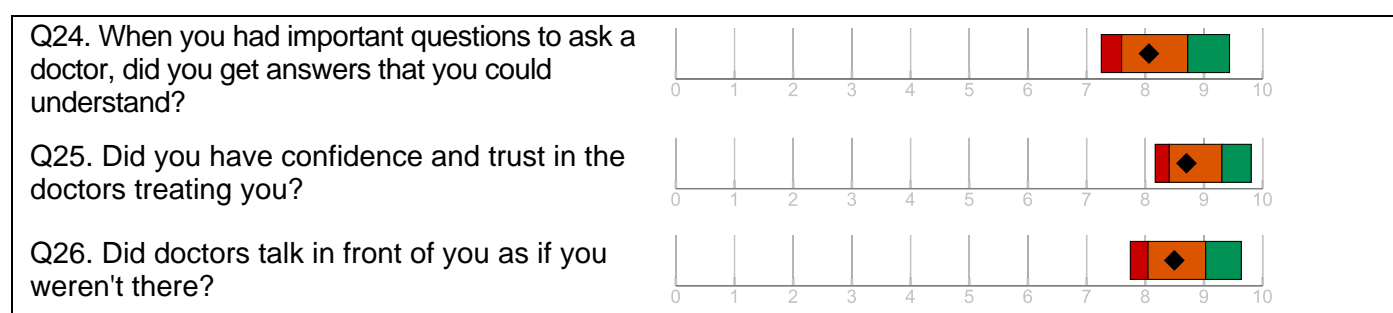 Q24. When you had important questions to ask a
doctor, did you get answers that you could
understand?
0 1 2 3 4 5 6 7 8 9 10
Q25. Did you have confidence and trust in the
doctors treating you?
0 1 2 3 4 5 6 7 8 9 10
Q26. Did doctors talk in front of you as if you
weren't there?
0 1 2 3 4 5 6 7 8 9 10